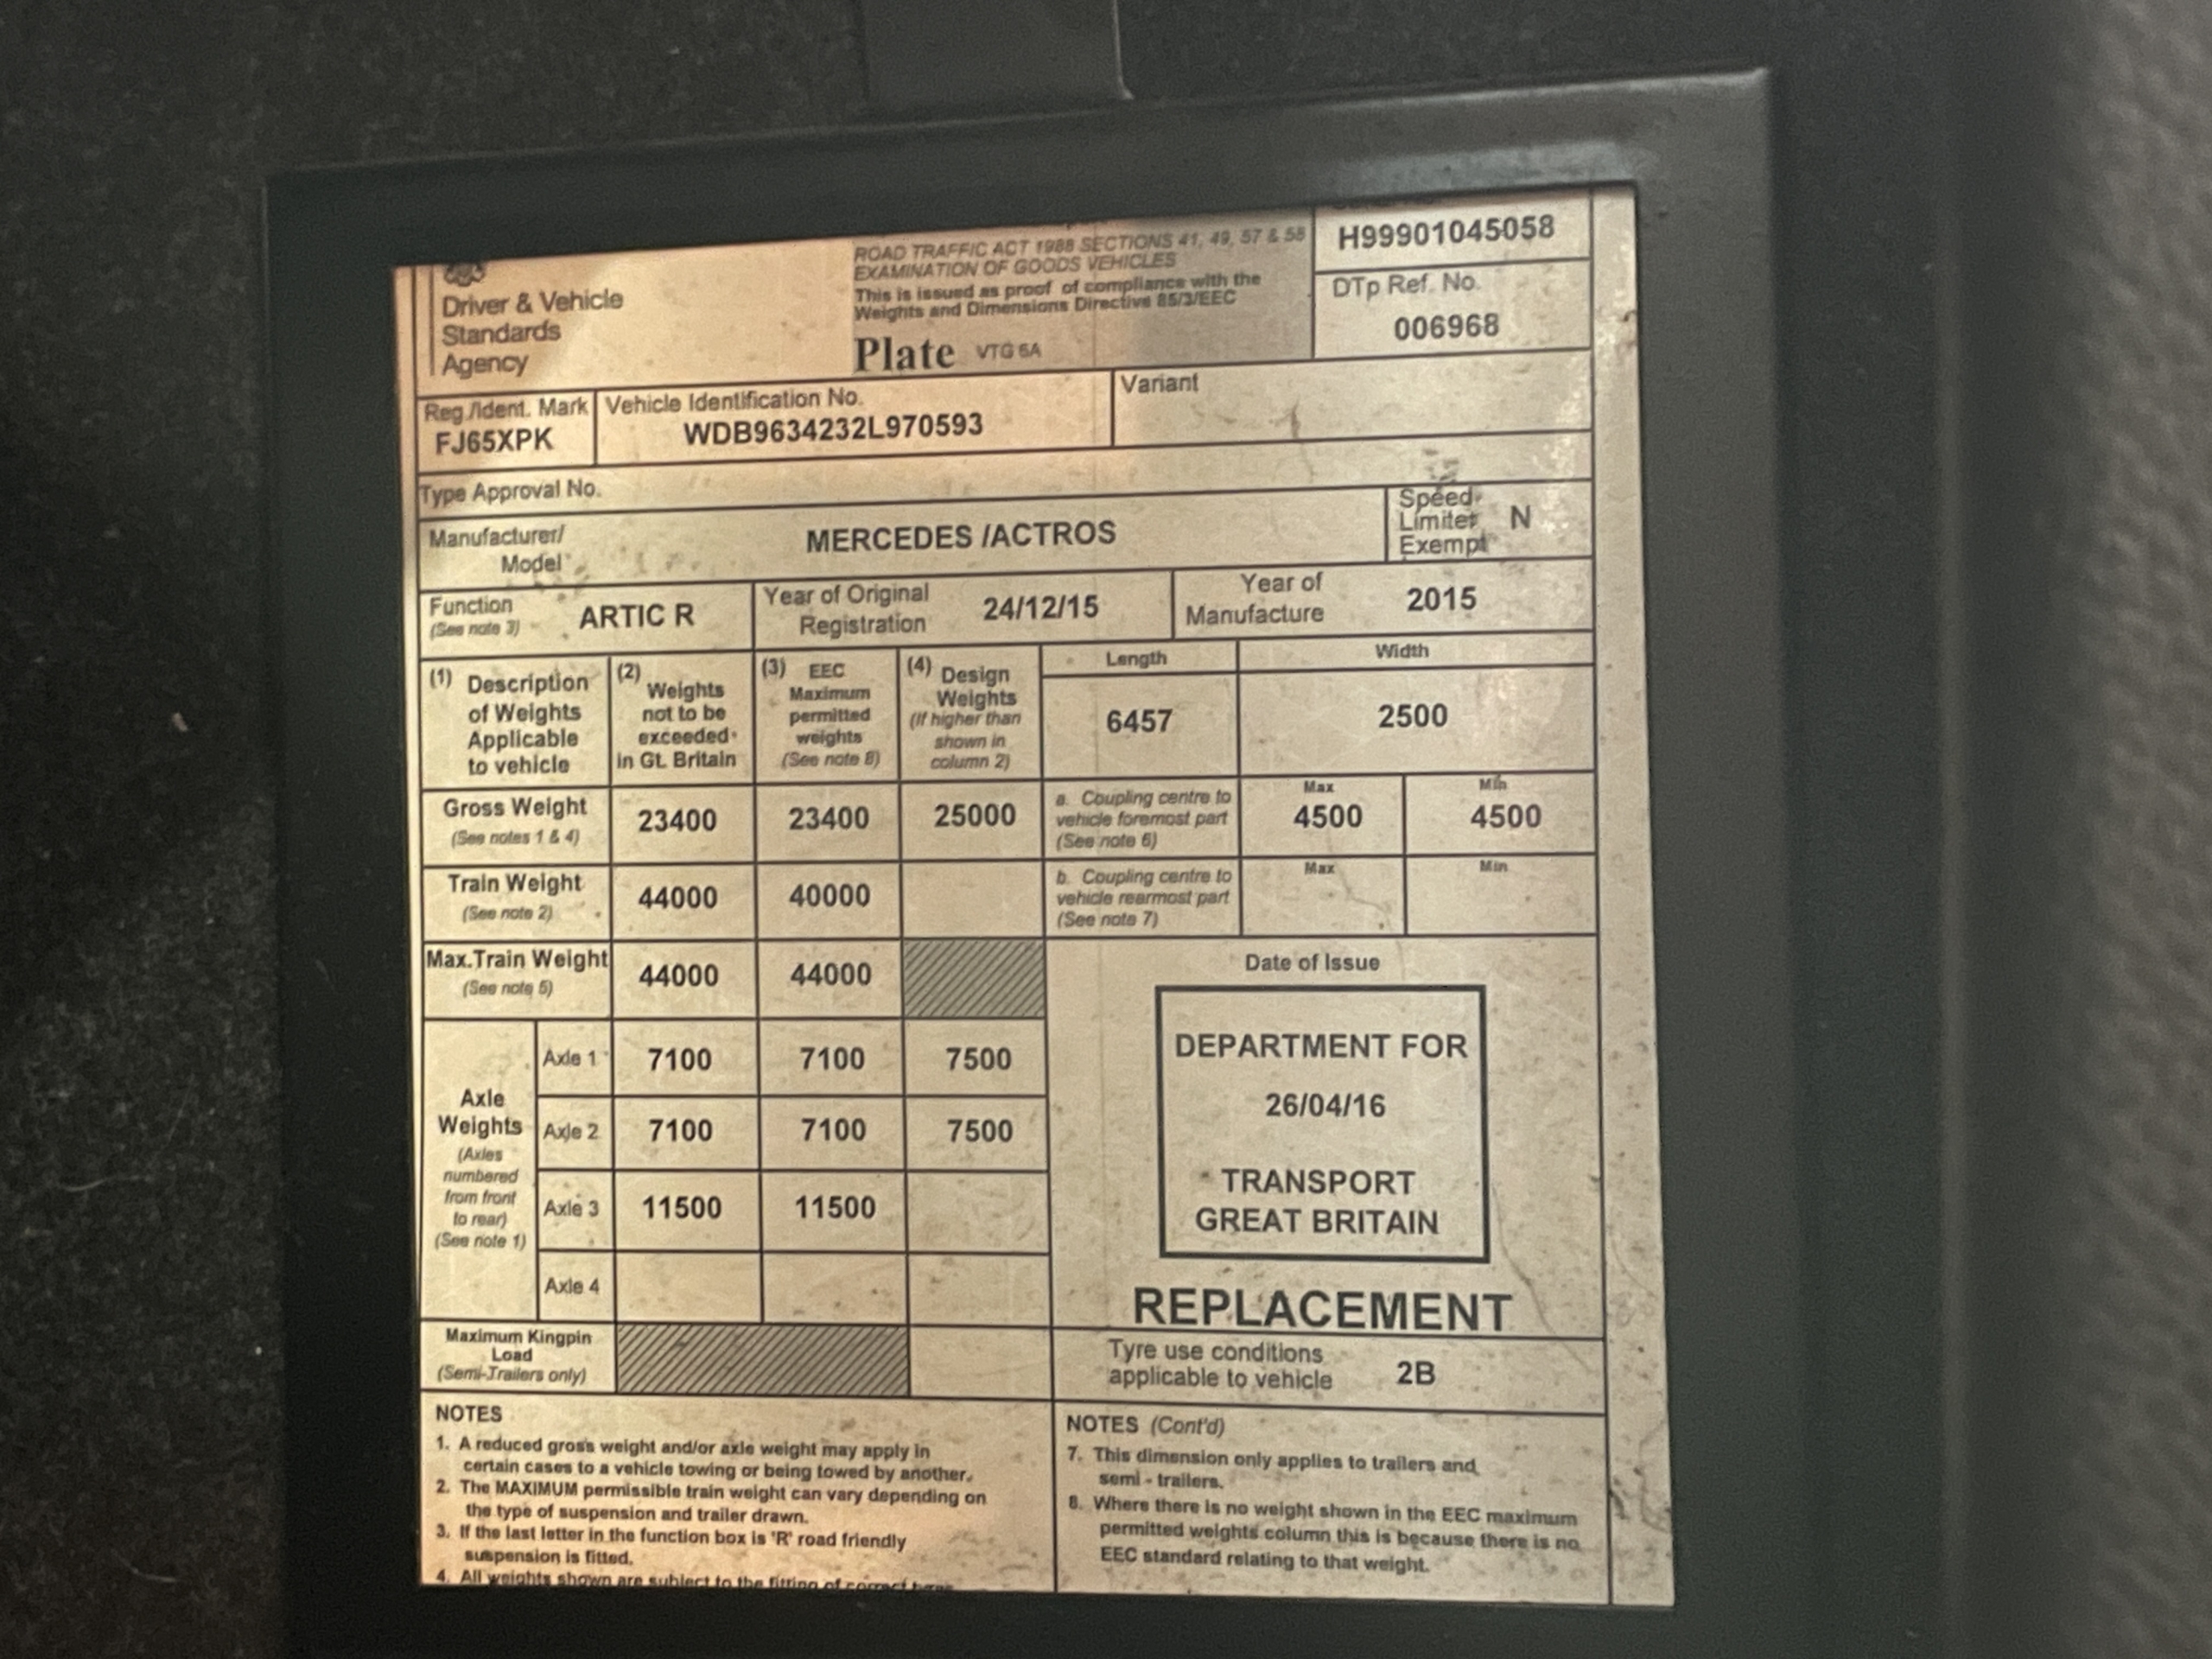 ROAD TRAFFIC ACT 1988 SECTIONS 41, 49, 57 & 58
EXAMINATION OF GOODS VEHICLES
This is issued as proof of compliance with the
Weights and Dimensions Directive 85/3/EEC
Plate VTG 6A
Driver & Vehicle
Standards
Agency
H99901045058
DTp Ref. No.
006968
Reg./Ident. Mark
FJ65XPK
Vehicle Identification No.
WDB9634232L970593
Variant
Type Approval No.
Manufacturer/
Model
MERCEDES /ACTROS
Speed
Limiter
Exempt
N
Function
(See note 3)
ARTIC R
Year of Original
Registration
24/12/15
Year of
Manufacture
2015
(1) Description
of Weights
Applicable
to vehicle
(2) Weights
not to be
exceeded
in Gt. Britain
(3) EEC
Maximum
permitted
weights
(See note 8)
(4) Design
Weights
(If higher than
shown in
column 2)
Length
6457
Width
2500
Gross Weight
(See notes 1 & 4)
23400
23400
25000
a. Coupling centre to
vehicle foremost part
(See note 6)
Max
4500
Min
4500
Train Weight
(See note 2)
44000
40000
b. Coupling centre to
vehicle rearmost part
(See note 7)
Max
Min
Max.Train Weight
(See note 5)
44000
44000
Axle
Weights
(Axles
numbered
from front
to rear)
(See note 1)
Axle 1
7100
7100
7500
Axle 2
7100
7100
7500
Axle 3
11500
11500
Axle 4
Maximum Kingpin
Load
(Semi-Trailers only)
Date of Issue
DEPARTMENT FOR
26/04/16
TRANSPORT
GREAT BRITAIN
REPLACEMENT
Tyre use conditions
applicable to vehicle
2B
NOTES
1. A reduced gross weight and/or axle weight may apply in
certain cases to a vehicle towing or being towed by another.
2. The MAXIMUM permissible train weight can vary depending on
the type of suspension and trailer drawn.
3. If the last letter in the function box is 'R' road friendly
suspension is fitted.
4. All weights shown are subject to the fitting of correct tyres
NOTES (Cont'd)
7. This dimension only applies to trailers and
semi - trailers.
8. Where there is no weight shown in the EEC maximum
permitted weights column this is because there is no
EEC standard relating to that weight.